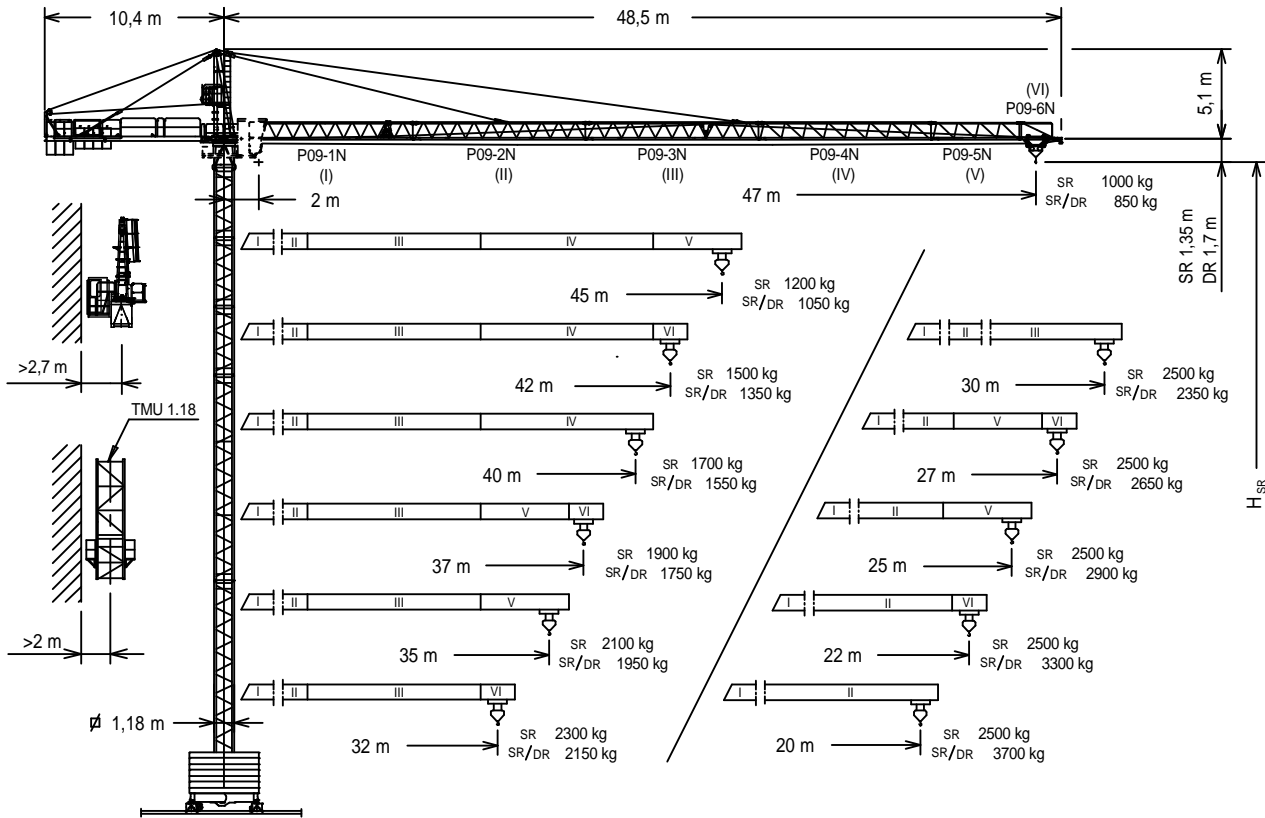 10,4 m
48,5 m
5,1 m
(VI)
P09-6N
P09-1N
(I)
P09-2N
(II)
P09-3N
(III)
P09-4N
(IV)
P09-5N
(V)
2 m
47 m
SR 1000 kg
SR/DR 850 kg
SR 1,35 m
DR 1,7 m
HSR
>2,7 m
TMU 1.18
>2 m
1,18 m
I II III IV V
45 m
SR 1200 kg
SR/DR 1050 kg
I II III IV VI
42 m
SR 1500 kg
SR/DR 1350 kg
I II III IV
40 m
SR 1700 kg
SR/DR 1550 kg
I II III V VI
37 m
SR 1900 kg
SR/DR 1750 kg
I II III V
35 m
SR 2100 kg
SR/DR 1950 kg
I II III VI
32 m
SR 2300 kg
SR/DR 2150 kg
I II III
30 m
SR 2500 kg
SR/DR 2350 kg
I II V VI
27 m
SR 2500 kg
SR/DR 2650 kg
I II V
25 m
SR 2500 kg
SR/DR 2900 kg
I II VI
22 m
SR 2500 kg
SR/DR 3300 kg
I II
20 m
SR 2500 kg
SR/DR 3700 kg